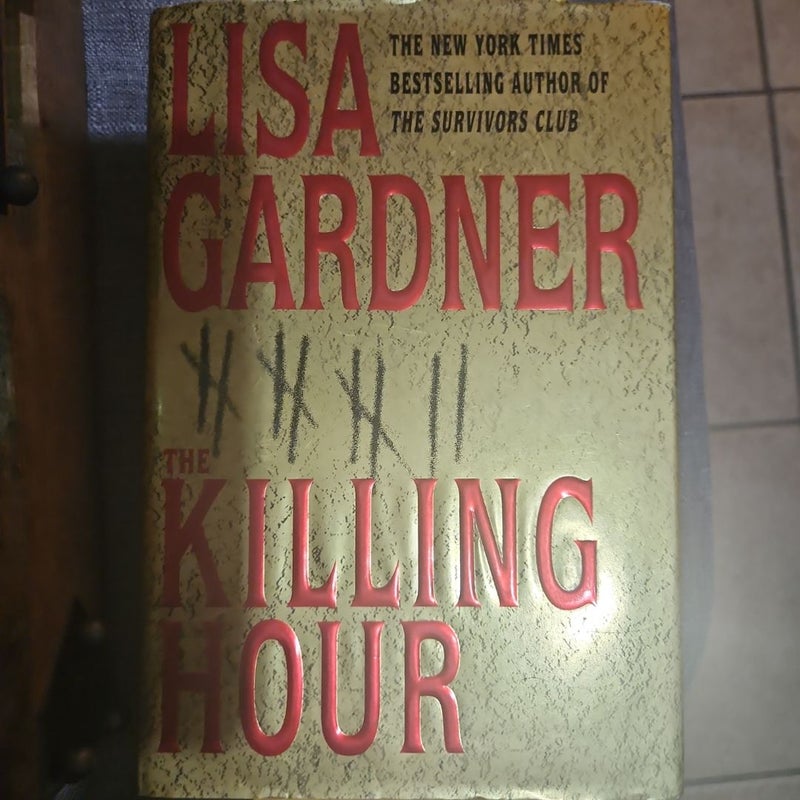 LISA
THE NEW YORK TIMES
BESTSELLING AUTHOR OF
THE SURVIVORS CLUB
GARDNER
THE
KILLING
HOUR